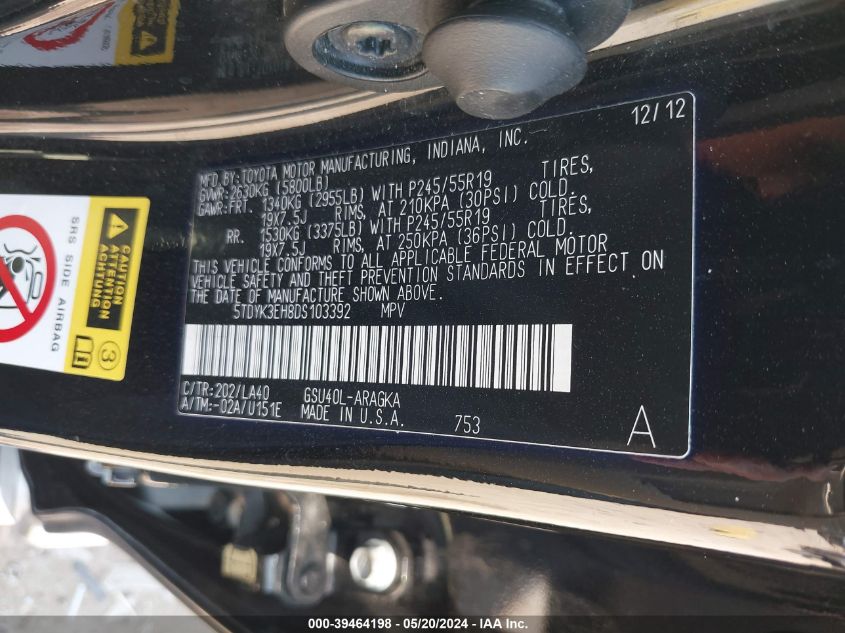 12/12
MFD.BY:TOYOTA MOTOR MANUFACTURING, INDIANA, INC.
GVWR:2630KG (5800LB)
GAWR:FRT. 1340KG (2955LB) WITH P245/55R19 TIRES,
19X7.5J RIMS, AT 210KPA (30PSI) COLD.
RR. 1530KG (3375LB) WITH P245/55R19 TIRES,
19X7.5J RIMS, AT 250KPA (36PSI) COLD.
THIS VEHICLE CONFORMS TO ALL APPLICABLE FEDERAL MOTOR
VEHICLE SAFETY AND THEFT PREVENTION STANDARDS IN EFFECT ON
THE DATE OF MANUFACTURE SHOWN ABOVE.
5TDYK3EH8DS103392 MPV
C/TR:202/LA40 GSU40L-ARAGKA
A/TM:-02A/U151E MADE IN U.S.A. 753 A
CAUTION
ATTENTION
ACHTUNG
SRS SIDE AIRBAG
3
000-39464198 - 05/20/2024 - IAA Inc.